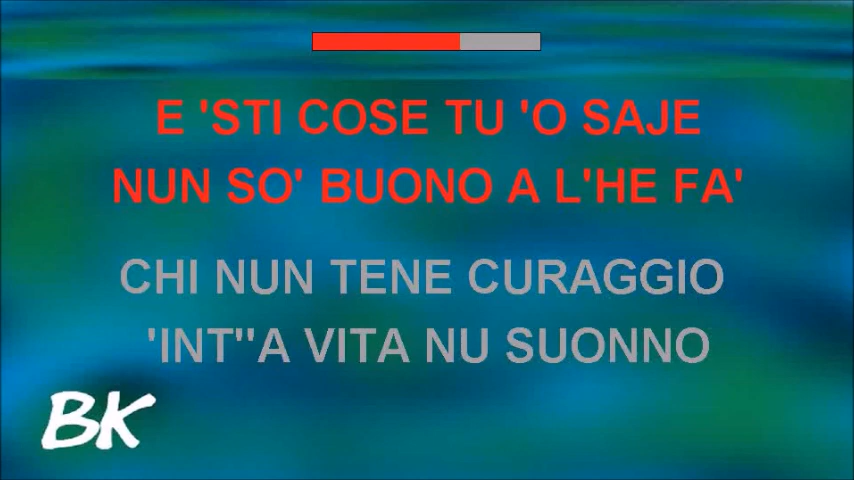 E 'STI COSE TU 'O SAJE
NUN SO' BUONO A L'HE FA'
CHI NUN TENE CURAGGIO
'INT''A VITA NU SUONNO
BK